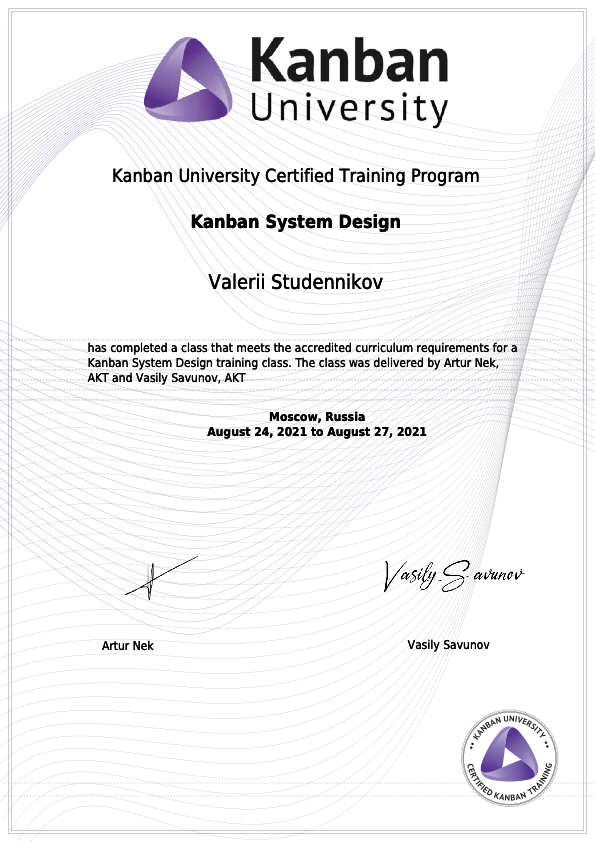 Kanban
University
Kanban University Certified Training Program
Kanban System Design
Valerii Studennikov
has completed a class that meets the accredited curriculum requirements for a
Kanban System Design training class. The class was delivered by Artur Nek,
AKT and Vasily Savunov, AKT
Moscow, Russia
August 24, 2021 to August 27, 2021
Vasily S avunov
Artur Nek
Vasily Savunov
•• KANBAN UNIVERSITY ••
CERTIFIED KANBAN TRAINING